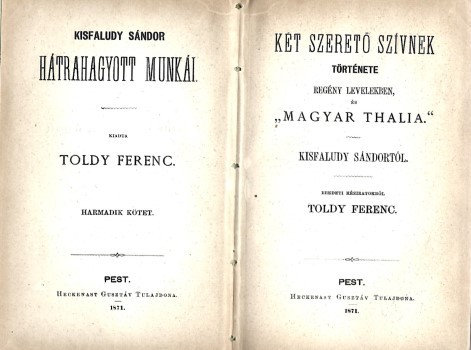 KISFALUDY SÁNDOR
HÁTRAHAGYOTT MUNKÁI.
KIADTA
TOLDY FERENC.
HARMADIK KÖTET.
PEST.
HECKENAST GUSZTÁV TULAJDONA.
1871.
KÉT SZERETŐ SZÍVNEK
TÖRTÉNETE
REGÉNY LEVELEKBEN,
ÉS
„MAGYAR THALIA.“
KISFALUDY SÁNDORTÓL.
EREDETI KÉZIRATOKBÓL
TOLDY FERENC.
PEST.
HECKENAST GUSZTÁV TULAJDONA.
1871.